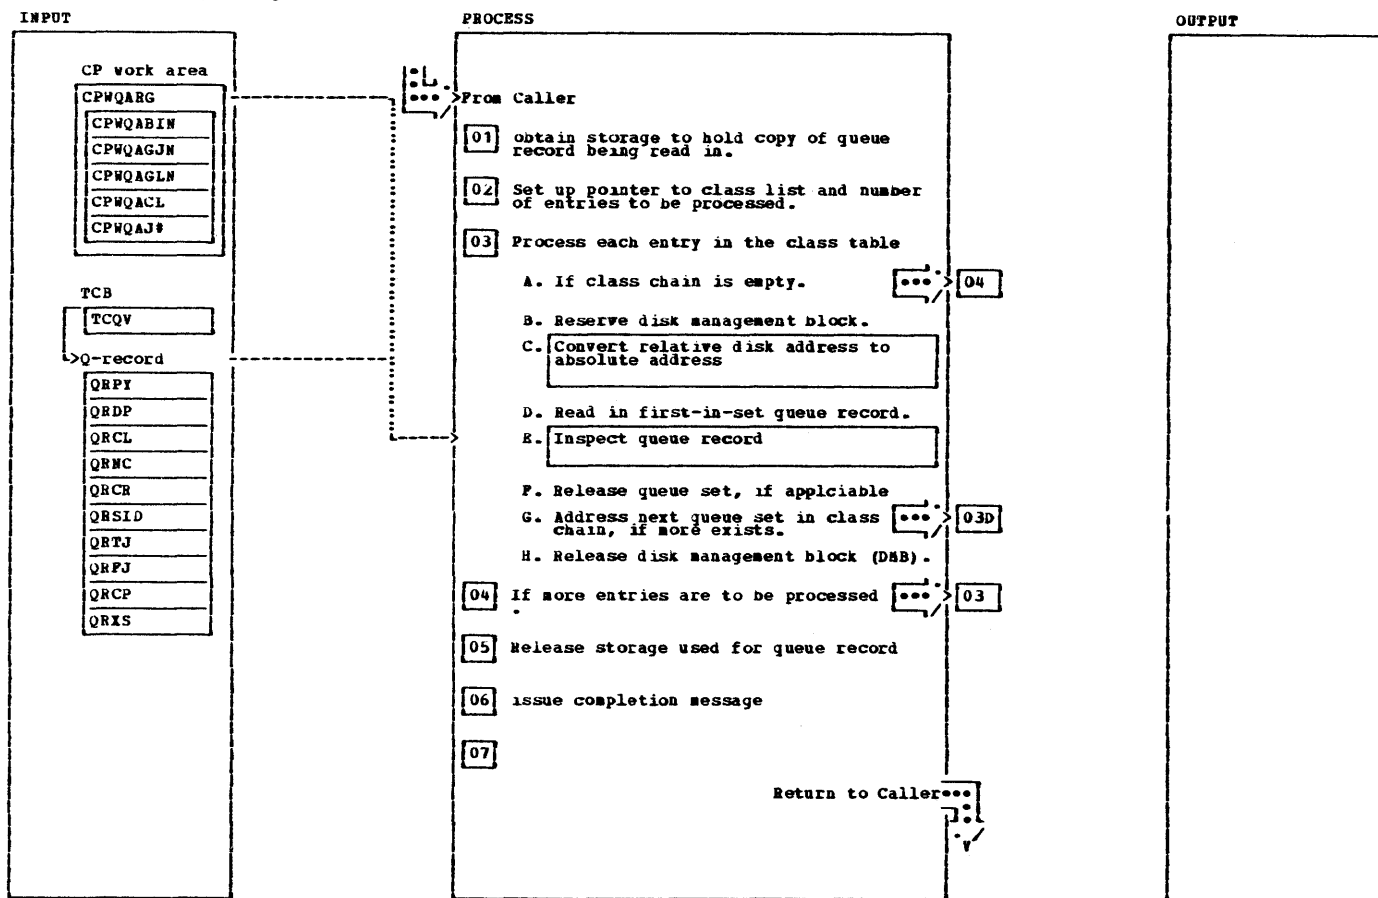 INPUT
PROCESS
OUTPUT
CP work area
CPWQARG
CPWQABIN
CPWQAGJN
CPWQAGLN
CPWQACL
CPWQAJ#
TCB
TCQV
Q-record
QRPY
QRDP
QRCL
QRNC
QRCR
QRSID
QRTJ
QRFJ
QRCP
QRXS
From Caller
01 obtain storage to hold copy of queue
record being read in.
02 Set up pointer to class list and number
of entries to be processed.
03 Process each entry in the class table
A. If class chain is empty. 04
B. Reserve disk management block.
C. Convert relative disk address to
absolute address
D. Read in first-in-set queue record.
E. Inspect queue record
F. Release queue set, if applciable
G. Address next queue set in class 03D
chain, if more exists.
H. Release disk management block (DMB).
04 If more entries are to be processed 03
.
05 Release storage used for queue record
06 issue completion message
07
Return to Caller